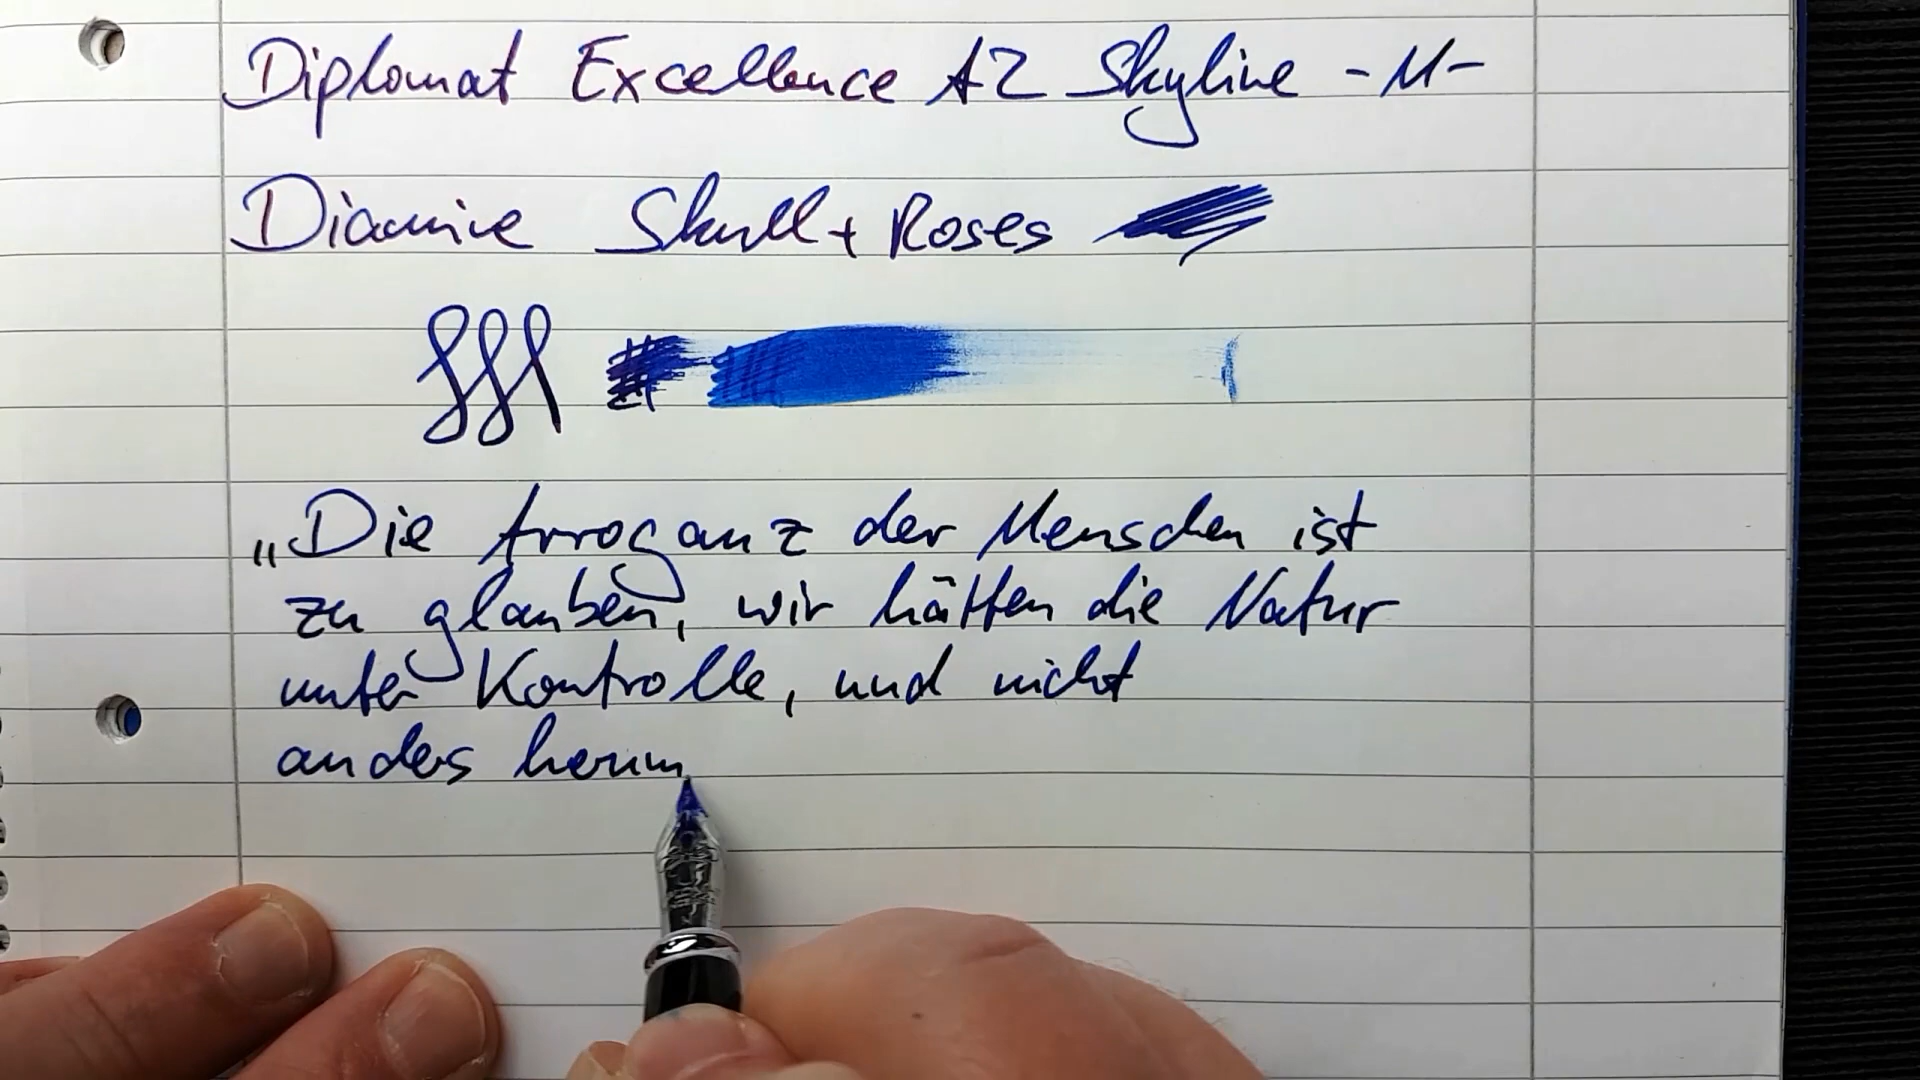 Diplomat Excellence A2 Skyline -M-
Diamine Skull + Roses
„Die Arroganz der Menschen ist
zu glauben, wir hätten die Natur
unter Kontrolle, und nicht
anders herum